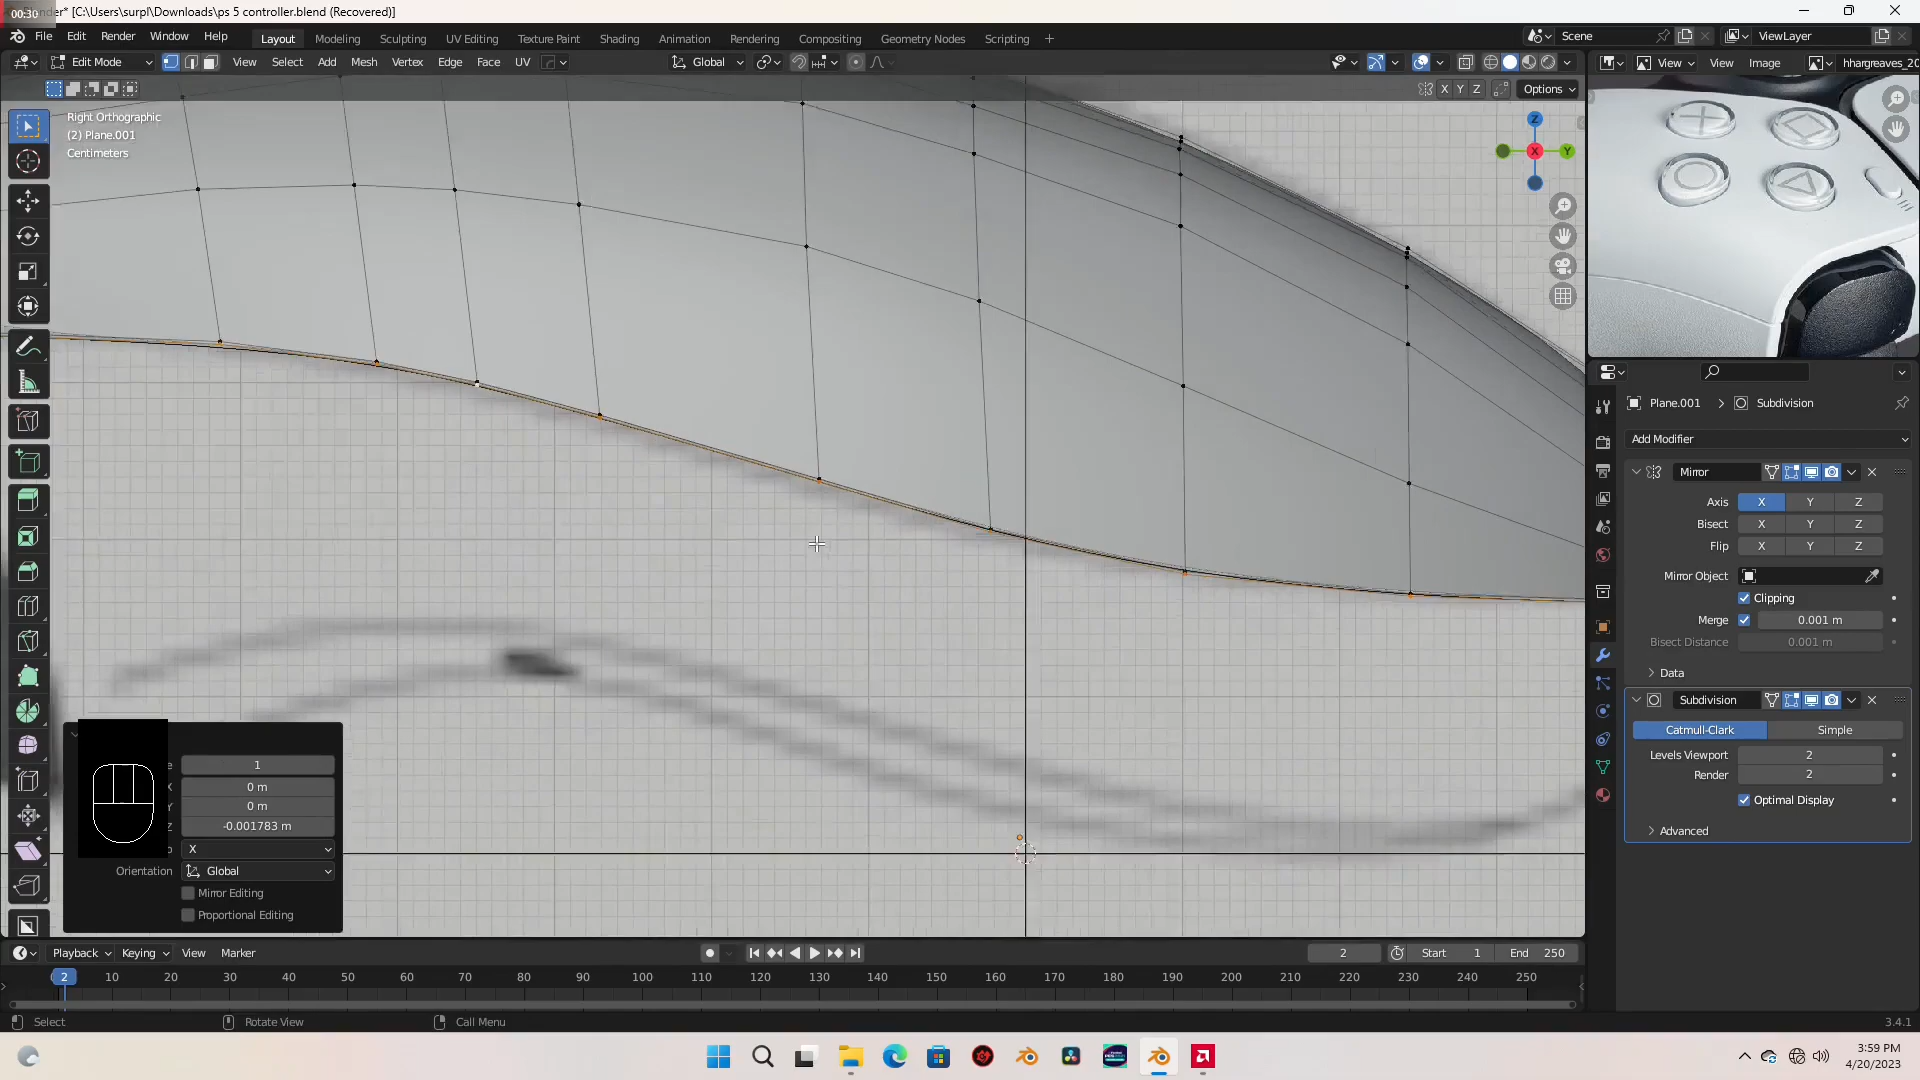 00:30
nder* [C:\Users\surpl\Downloads\ps 5 controller.blend (Recovered)]
File Edit Render Window Help Layout Modeling Sculpting UV Editing Texture Paint Shading Animation Rendering Compositing Geometry Nodes Scripting + Scene ViewLayer
Edit Mode View Select Add Mesh Vertex Edge Face UV Global View View Image hhargreaves_20
X Y Z Options
Right Orthographic
(2) Plane.001
Centimeters
Z
X
Y
Plane.001 Subdivision
Add Modifier
Mirror
Axis X Y Z
Bisect X Y Z
Flip X Y Z
Mirror Object
Clipping
Merge 0.001 m
Bisect Distance 0.001 m
Data
Subdivision
Catmull-Clark Simple
Levels Viewport 2
Render 2
Optimal Display
Advanced
e 1
X 0 m
Y 0 m
Z -0.001783 m
o X
Orientation Global
Mirror Editing
Proportional Editing
Playback Keying View Marker 2 Start 1 End 250
2 10 20 30 40 50 60 70 80 90 100 110 120 130 140 150 160 170 180 190 200 210 220 230 240 250
Select Rotate View Call Menu 3.4.1
3:59 PM
4/20/2023